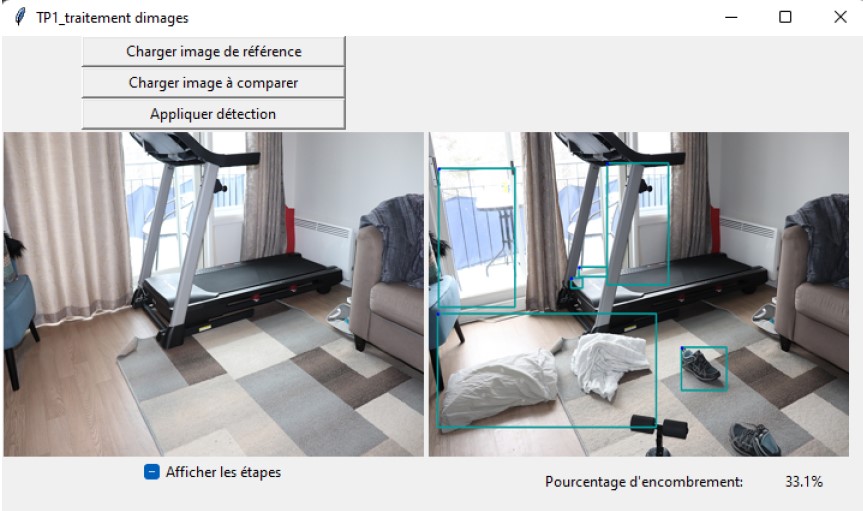 TP1_traitement dimages
Charger image de référence
Charger image à comparer
Appliquer détection
Afficher les étapes
Pourcentage d'encombrement: 33.1%